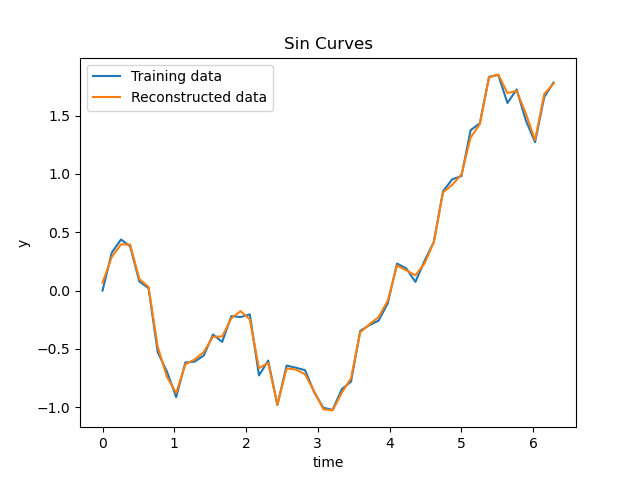 Sin Curves
Training data
Reconstructed data
y
1.5
1.0
0.5
0.0
−0.5
−1.0
0 1 2 3 4 5 6
time